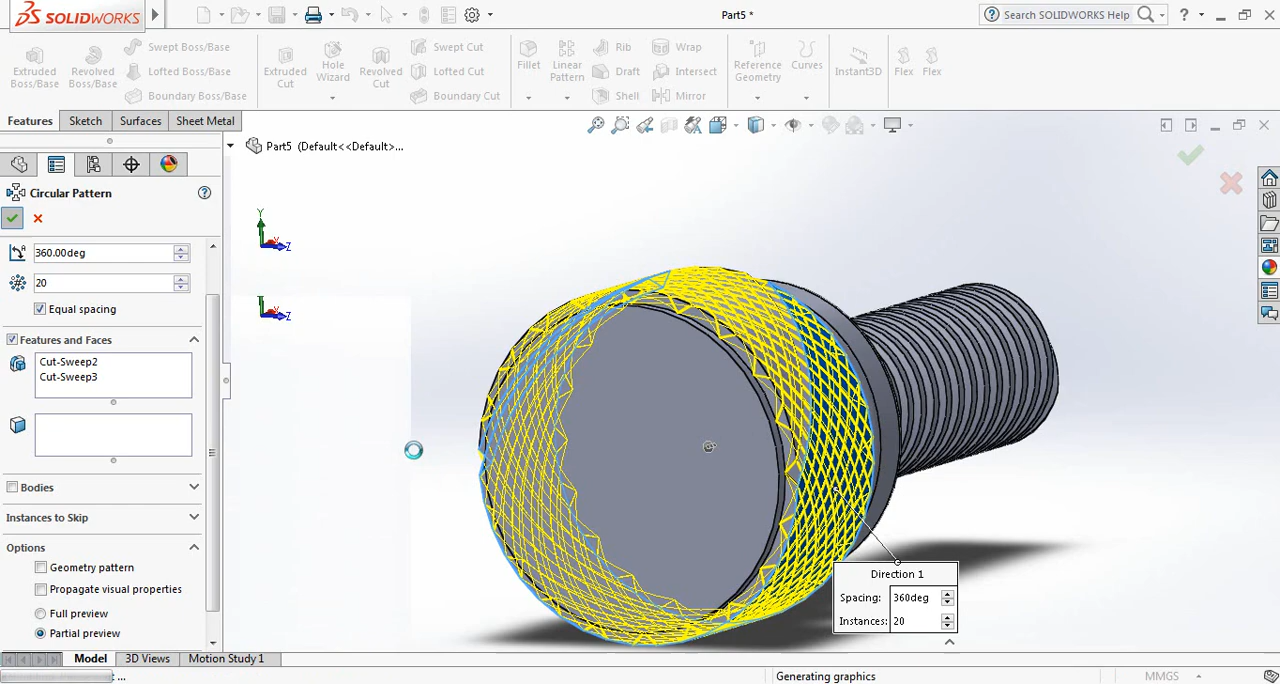 SOLIDWORKS
Part5 *
Search SOLIDWORKS Help
Extruded Boss/Base
Revolved Boss/Base
Swept Boss/Base
Lofted Boss/Base
Boundary Boss/Base
Extruded Cut
Hole Wizard
Revolved Cut
Swept Cut
Lofted Cut
Boundary Cut
Fillet
Linear Pattern
Rib
Draft
Shell
Wrap
Intersect
Mirror
Reference Geometry
Curves
Instant3D
Flex
Flex
Features
Sketch
Surfaces
Sheet Metal
Part5 (Default<<Default>...
Circular Pattern
360.00deg
20
Equal spacing
Features and Faces
Cut-Sweep2
Cut-Sweep3
Bodies
Instances to Skip
Options
Geometry pattern
Propagate visual properties
Full preview
Partial preview
Y
Z
Z
Direction 1
Spacing: 360deg
Instances: 20
Model
3D Views
Motion Study 1
Generating graphics
MMGS